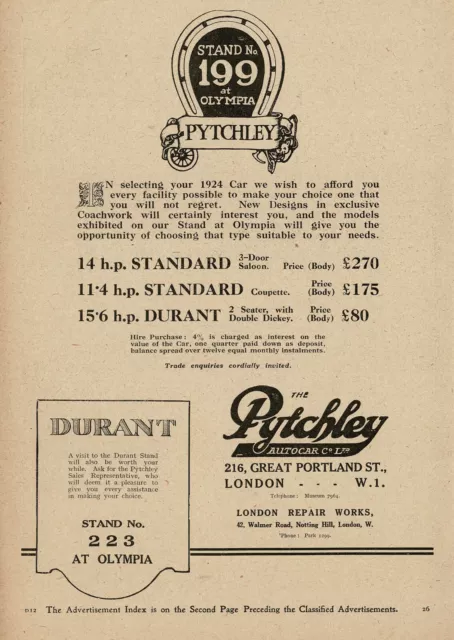 STAND No
199
at
OLYMPIA
PYTCHLEY
IN selecting your 1924 Car we wish to afford you
every facility possible to make your choice one that
you will not regret. New Designs in exclusive
Coachwork will certainly interest you, and the models
exhibited on our Stand at Olympia will give you the
opportunity of choosing that type suitable to your needs.
14 h.p. STANDARD 3-Door Saloon. Price (Body) £270
11·4 h.p. STANDARD Coupette. Price (Body) £175
15·6 h.p. DURANT 2 Seater, with Double Dickey. Price (Body) £80
Hire Purchase: 4% is charged as interest on the
value of the Car, one quarter paid down as deposit,
balance spread over twelve equal monthly instalments.
Trade enquiries cordially invited.
DURANT
A visit to the Durant Stand
will also be worth your
while. Ask for the Pytchley
Sales Representative, who
will deem it a pleasure to
give you every assistance
in making your choice.
STAND No.
223
AT OLYMPIA
THE
Pytchley
AUTOCAR Co LTD
216, GREAT PORTLAND ST.,
LONDON - - - W.1.
Telephone: Museum
LONDON REPAIR WORKS,
42, Walmer Road, Notting Hill, London, W.
'Phone: Park
D12 The Advertisement Index is on the Second Page Preceding the Classified Advertisements. 26